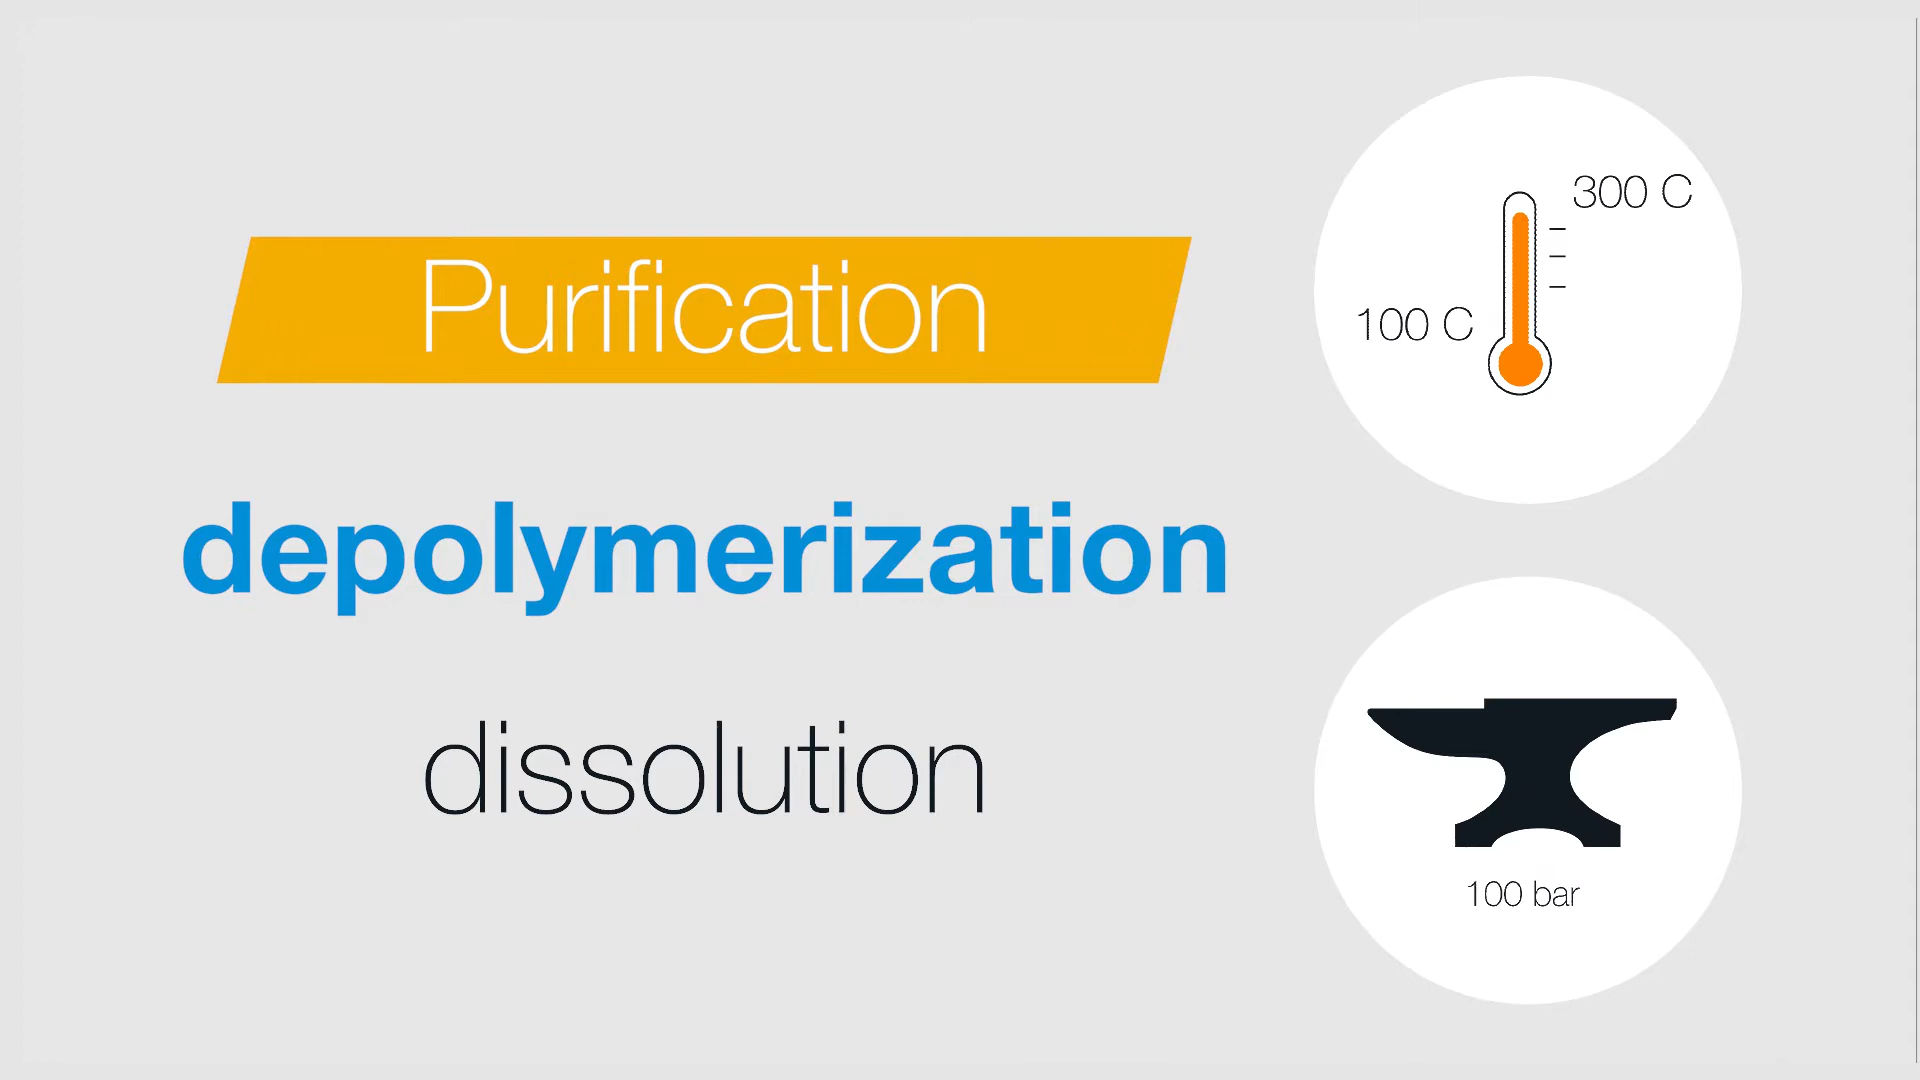 Purification
depolymerization
dissolution
300 C
100 C
100 bar